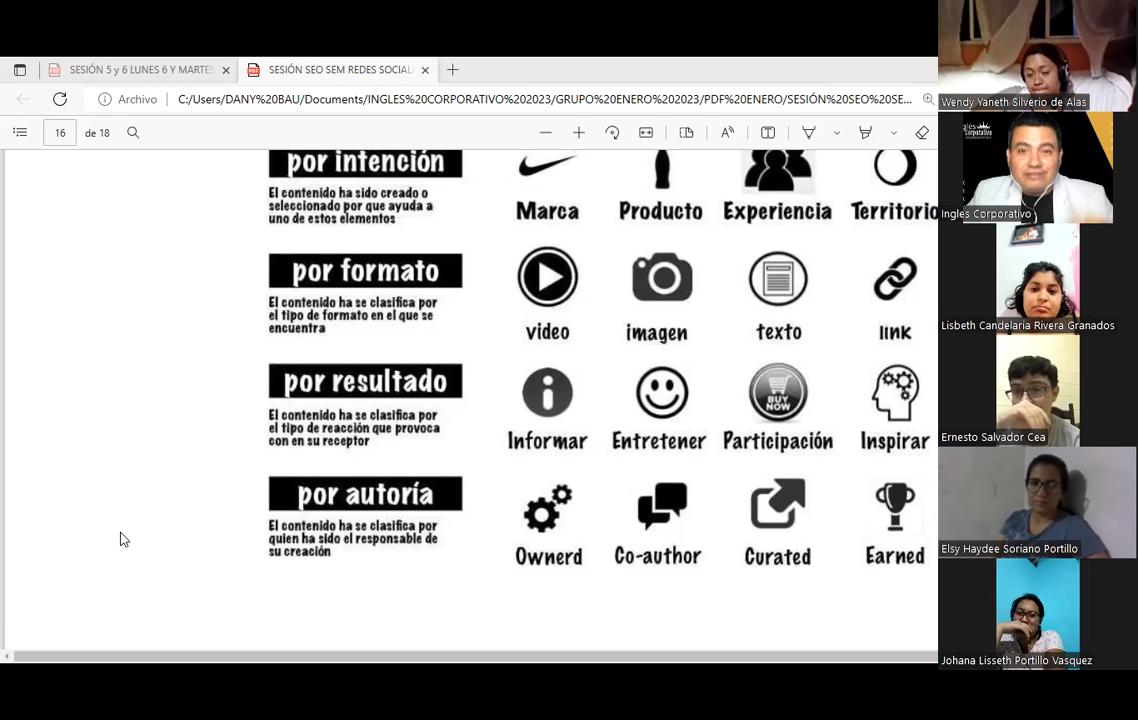 SESIÓN 5 y 6 LUNES 6 Y MARTES
SESIÓN SEO SEM REDES SOCIAL
Archivo
C:/Users/DANY%20BAU/Documents/INGLES%20CORPORATIVO%202023/GRUPO%20ENERO%202023/PDF%20ENERO/SESIÓN%20SEO%20SE...
16 de 18
por intención
El contenido ha sido creado o
seleccionado por que ayuda a
uno de estos elementos
Marca Producto Experiencia Territorio
por formato
El contenido ha se clasifica por
el tipo de formato en el que se
encuentra
video imagen texto link
por resultado
El contenido ha se clasifica por
el tipo de reacción que provoca
con en su receptor
BUY
NOW
Informar Entretener Participación Inspirar
por autoría
El contenido ha se clasifica por
quien ha sido el responsable de
su creación
Ownerd Co-author Curated Earned
Wendy Yaneth Silverio de Alas
Ingles Corporativo
Lisbeth Candelaria Rivera Granados
Ernesto Salvador Cea
Elsy Haydee Soriano Portillo
Johana Lisseth Portillo Vasquez